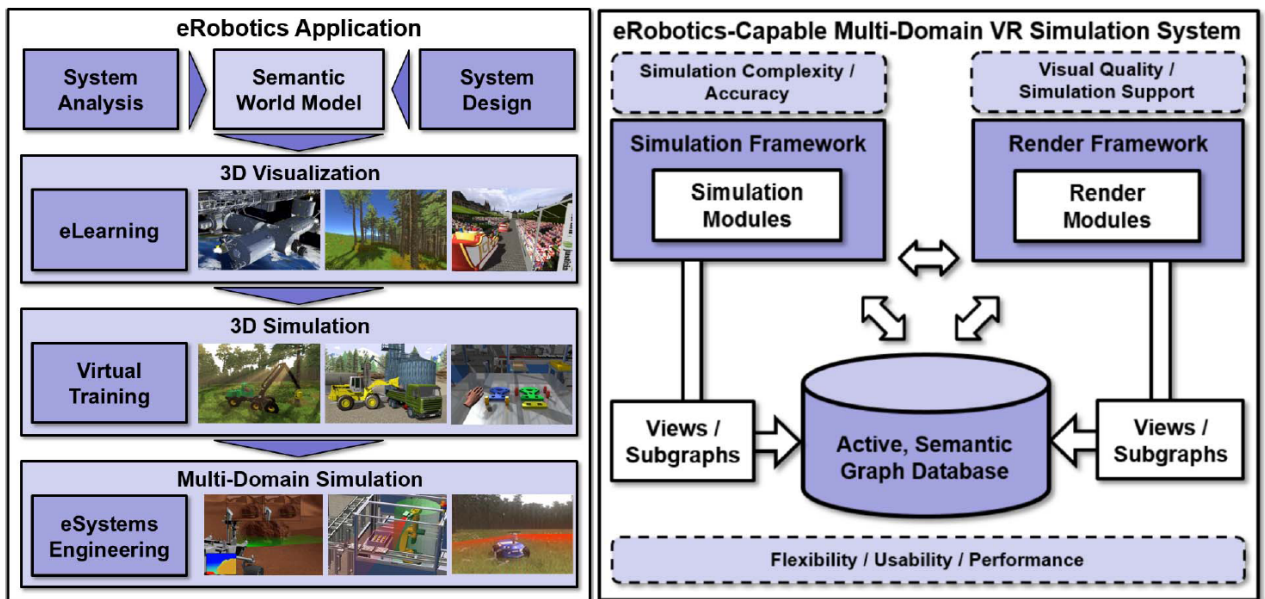 eRobotics Application
System
Analysis
Semantic
World Model
System
Design
3D Visualization
eLearning
3D Simulation
Virtual
Training
Multi-Domain Simulation
eSystems
Engineering
eRobotics-Capable Multi-Domain VR Simulation System
Simulation Complexity /
Accuracy
Visual Quality /
Simulation Support
Simulation Framework
Simulation
Modules
Render Framework
Render
Modules
Views /
Subgraphs
Active, Semantic
Graph Database
Views /
Subgraphs
Flexibility / Usability / Performance